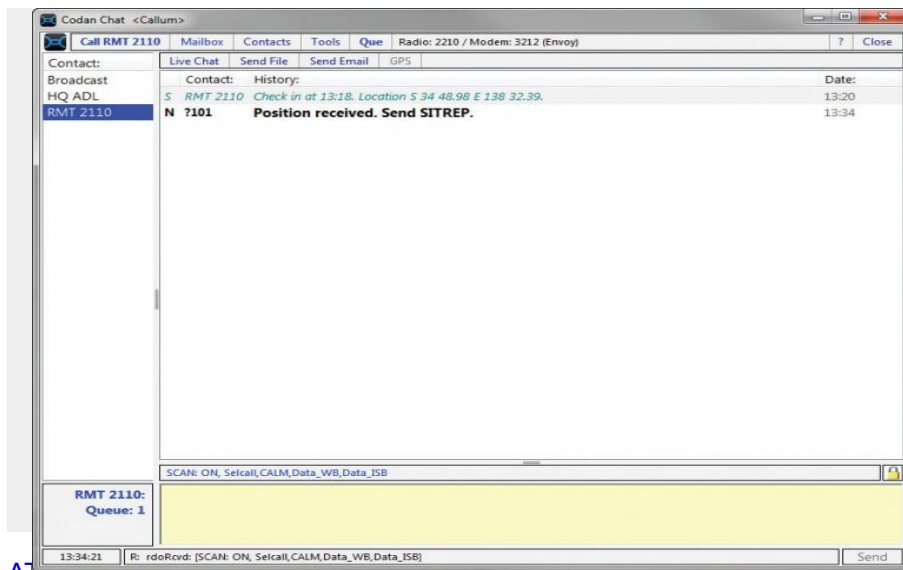 Codan Chat <Callum>
Call RMT 2110 Mailbox Contacts Tools Que Radio: 2210 / Modem: 3212 (Envoy) ? Close
Contact: Live Chat Send File Send Email GPS
Broadcast Contact: History: Date:
HQ ADL S RMT 2110 Check in at 13:18. Location S 34 48.98 E 138 32.39. 13:20
RMT 2110 N ?101 Position received. Send SITREP. 13:34
SCAN: ON, Selcall,CALM,Data_WB,Data_ISB
RMT 2110:
Queue: 1
13:34:21 R: rdoRcvd: [SCAN: ON, Selcall,CALM,Data_WB,Data_ISB] Send